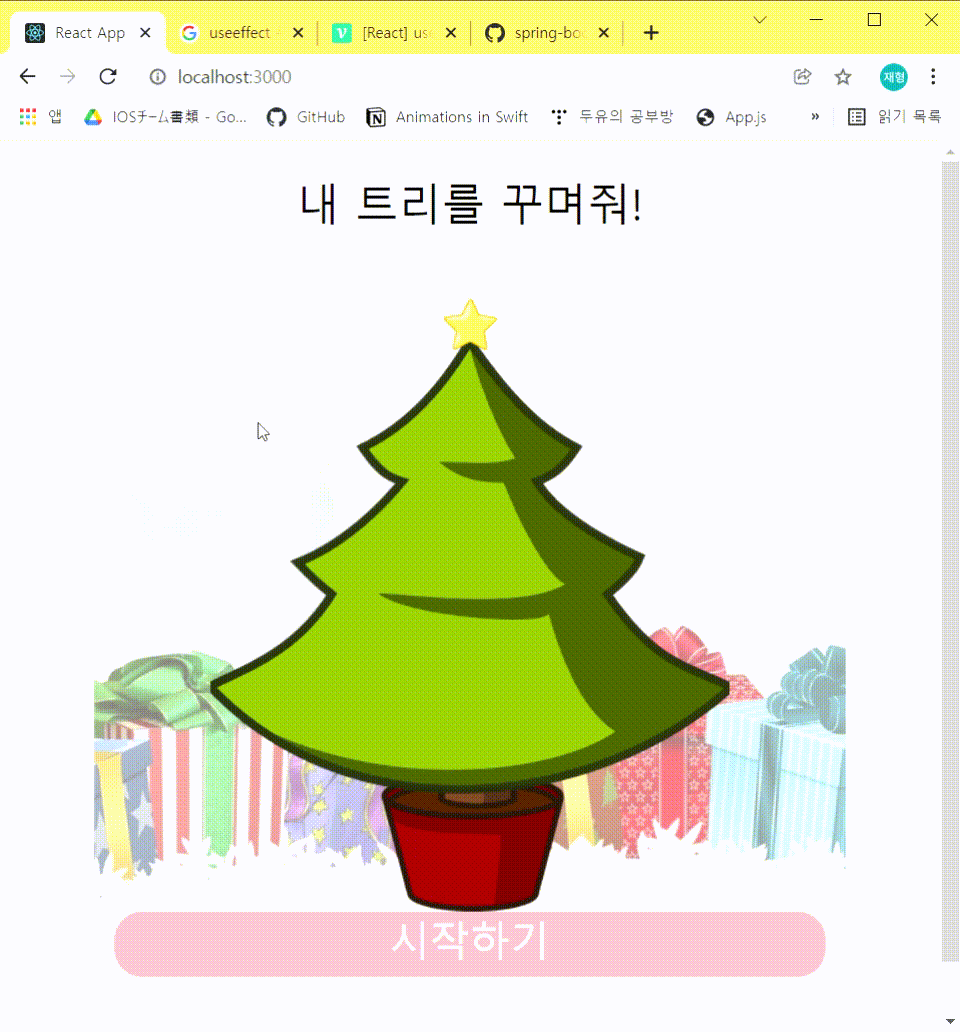 React App
useeffect -
[React] us
spring-boo
localhost:3000
재형
앱
IOSチーム書類 - Go...
GitHub
Animations in Swift
두유의 공부방
App.js
»
읽기 목록
내 트리를 꾸며줘!
시작하기